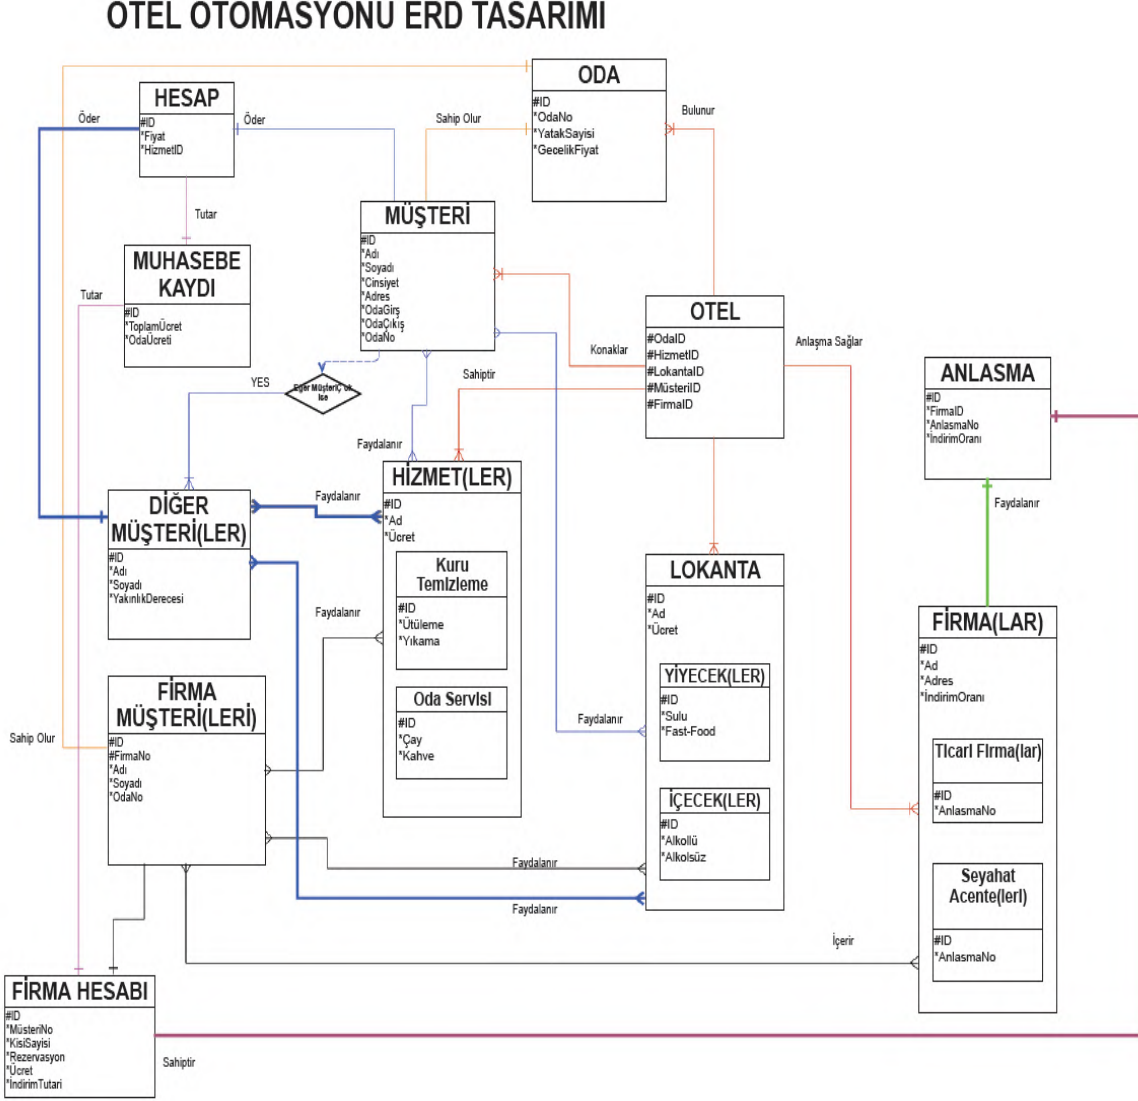 OTEL OTOMASYONU ERD TASARIMI
ODA
#ID
*OdaNo
*YatakSayisi
*GecelikFiyat
HESAP
#ID
*Fiyat
*HizmetID
Öder
Öder
Sahip Olur
Bulunur
Tutar
MUHASEBE
KAYDI
#ID
*ToplamÜcret
*OdaÜcreti
Tutar
MÜŞTERİ
#ID
*Adı
*Soyadı
*Cinsiyet
*Adres
*OdaGirş
*OdaÇıkış
*OdaNo
OTEL
#OdaID
#HizmetID
#LokantaID
#MüsteriID
#FirmaID
Konaklar
Sahiptir
Anlaşma Sağlar
ANLASMA
#ID
*FirmaID
*AnlasmaNo
*İndirimOranı
Faydalanır
YES
Eğer Müşteri
ise
Faydalanır
DİĞER
MÜŞTERİ(LER)
#ID
*Adı
*Soyadı
*YakınlıkDerecesi
Faydalanır
HİZMET(LER)
#ID
*Ad
*Ücret
Kuru
Temizleme
#ID
*Ütüleme
*Yıkama
Oda Servisi
#ID
*Çay
*Kahve
Faydalanır
LOKANTA
#ID
*Ad
*Ücret
YİYECEK(LER)
#ID
*Sulu
*Fast-Food
İÇECEK(LER)
#ID
*Alkollü
*Alkolsüz
Faydalanır
Faydalanır
Faydalanır
FİRMA(LAR)
#ID
*Ad
*Adres
*İndirimOranı
Ticari Firma(lar)
#ID
*AnlasmaNo
Seyahat
Acente(leri)
#ID
*AnlasmaNo
FİRMA
MÜŞTERİ(LERİ)
#ID
#FirmaNo
*Adı
*Soyadı
*OdaNo
Sahip Olur
İçerir
FİRMA HESABI
#ID
*MüsteriNo
*KisiSayisi
*Rezervasyon
*Ücret
*İndirimTutari
Sahiptir